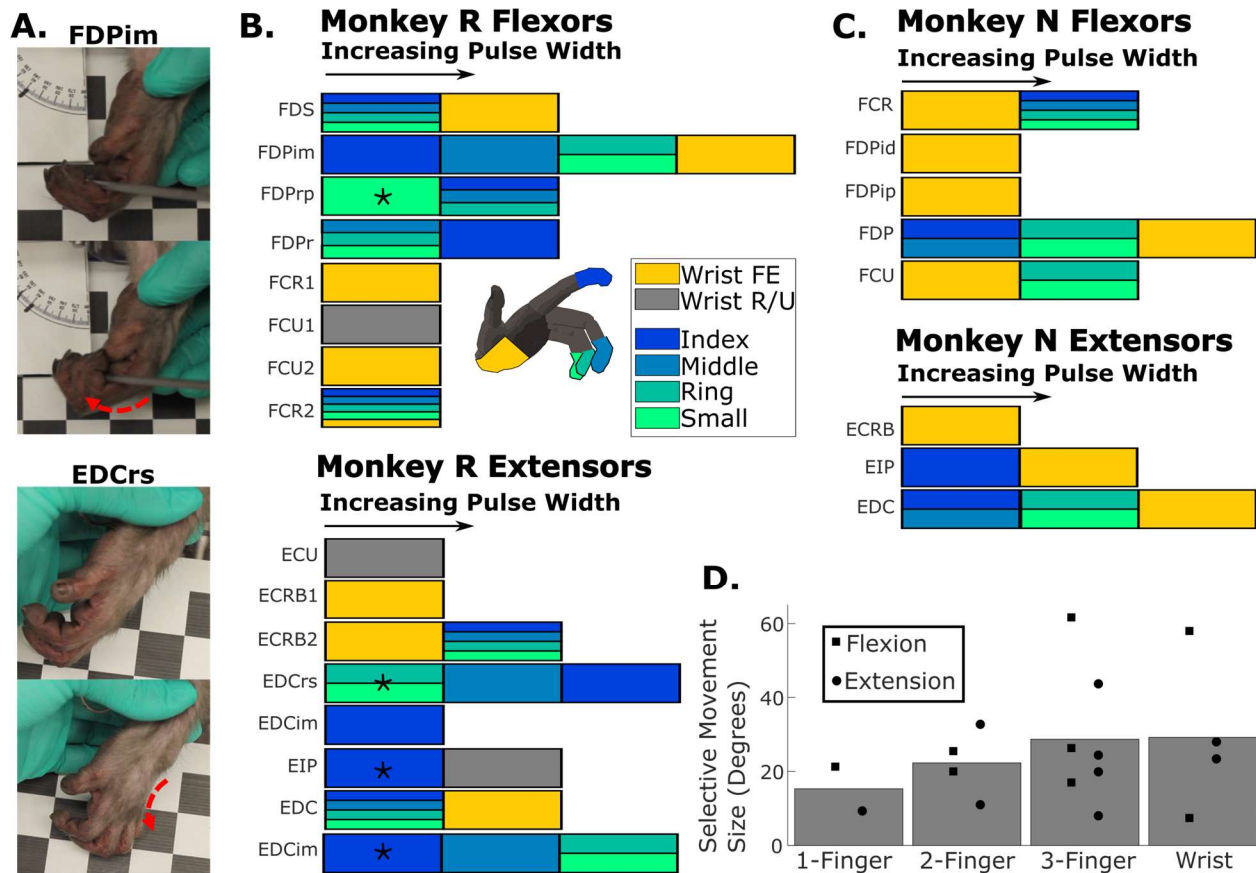 A.
FDPim
EDCrs
B.
Monkey R Flexors
Increasing Pulse Width
FDS
FDPim
FDPrp
*
FDPr
FCR1
FCU1
FCU2
FCR2
Wrist FE
Wrist R/U
Index
Middle
Ring
Small
Monkey R Extensors
Increasing Pulse Width
ECU
ECRB1
ECRB2
EDCrs
*
EDCim
EIP
*
EDC
EDCim
*
C.
Monkey N Flexors
Increasing Pulse Width
FCR
FDPid
FDPip
FDP
FCU
Monkey N Extensors
Increasing Pulse Width
ECRB
EIP
EDC
D.
Selective Movement
Size (Degrees)
60
40
20
0
Flexion
Extension
1-Finger
2-Finger
3-Finger
Wrist